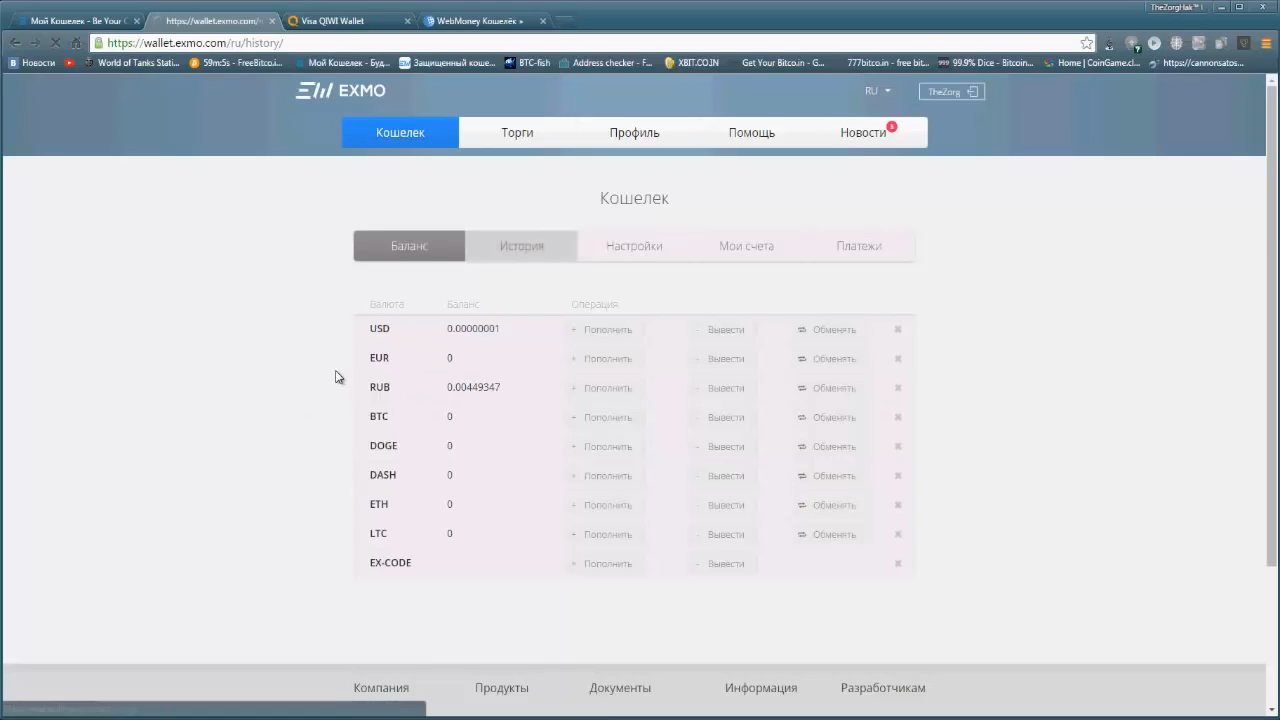 TheZorgHak™ !
Мой Кошелек - Be Your (
https://wallet.exmo.com/ru
Visa QIWI Wallet
WebMoney Кошелёк »
https://wallet.exmo.com/ru/history/
Новости
World of Tanks Stati...
59m5s - FreeBitco.i...
Мой Кошелек - Буд...
Защищенный коше...
BTC-fish
Address checker - F...
XBIT.CO.IN
Get Your Bitco.in - G...
777bitco.in - free bit...
99.9% Dice - Bitcoin...
Home | CoinGame.cl...
https://cannonsatos...
EXMO
RU
TheZorg
Кошелек
Торги
Профиль
Помощь
Новости
Кошелек
Баланс
История
Настройки
Мои счета
Платежи
Валюта Баланс Операция
USD 0.00000001 + Пополнить - Вывести Обменять
EUR 0 + Пополнить - Вывести Обменять
RUB 0.00449347 + Пополнить - Вывести Обменять
BTC 0 + Пополнить - Вывести Обменять
DOGE 0 + Пополнить - Вывести Обменять
DASH 0 + Пополнить - Вывести Обменять
ETH 0 + Пополнить - Вывести Обменять
LTC 0 + Пополнить - Вывести Обменять
EX-CODE + Пополнить - Вывести
Компания Продукты Документы Информация Разработчикам